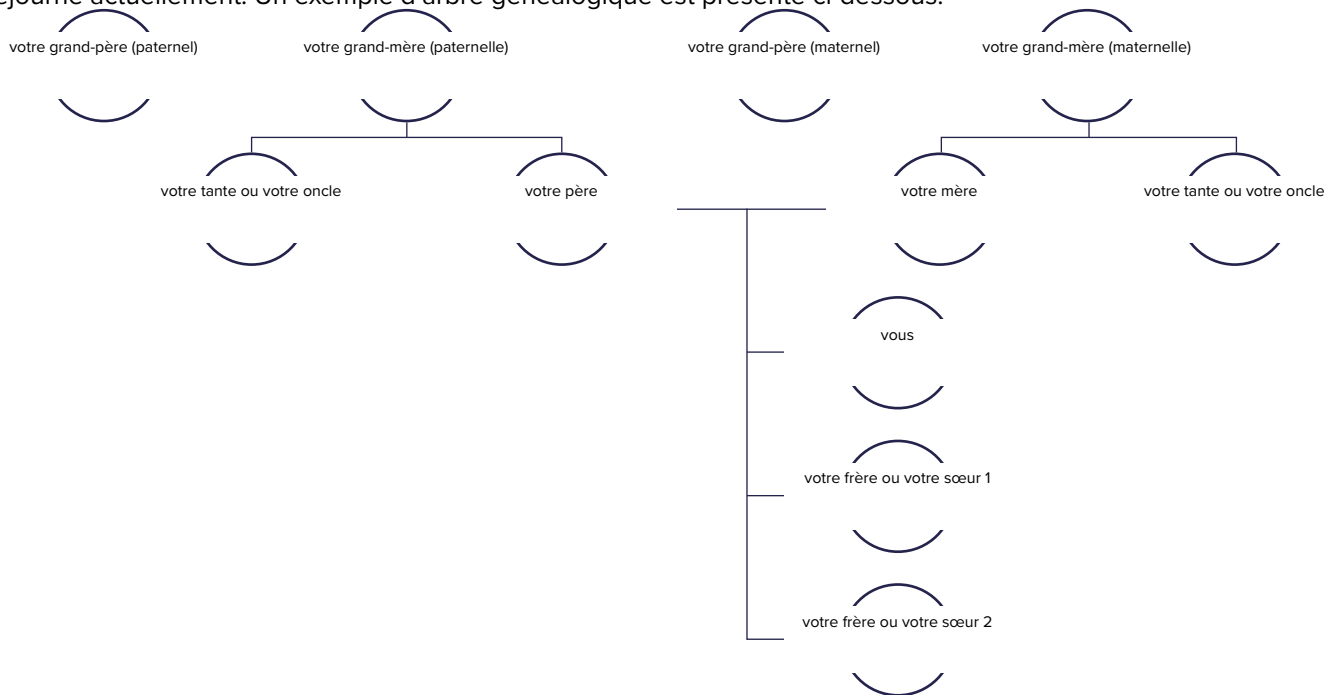 séjourne actuellement. Un exemple d'arbre généalogique est présenté ci-dessous.
votre grand-père (paternel)
votre grand-mère (paternelle)
votre grand-père (maternel)
votre grand-mère (maternelle)
votre tante ou votre oncle
votre père
votre mère
votre tante ou votre oncle
vous
votre frère ou votre sœur 1
votre frère ou votre sœur 2